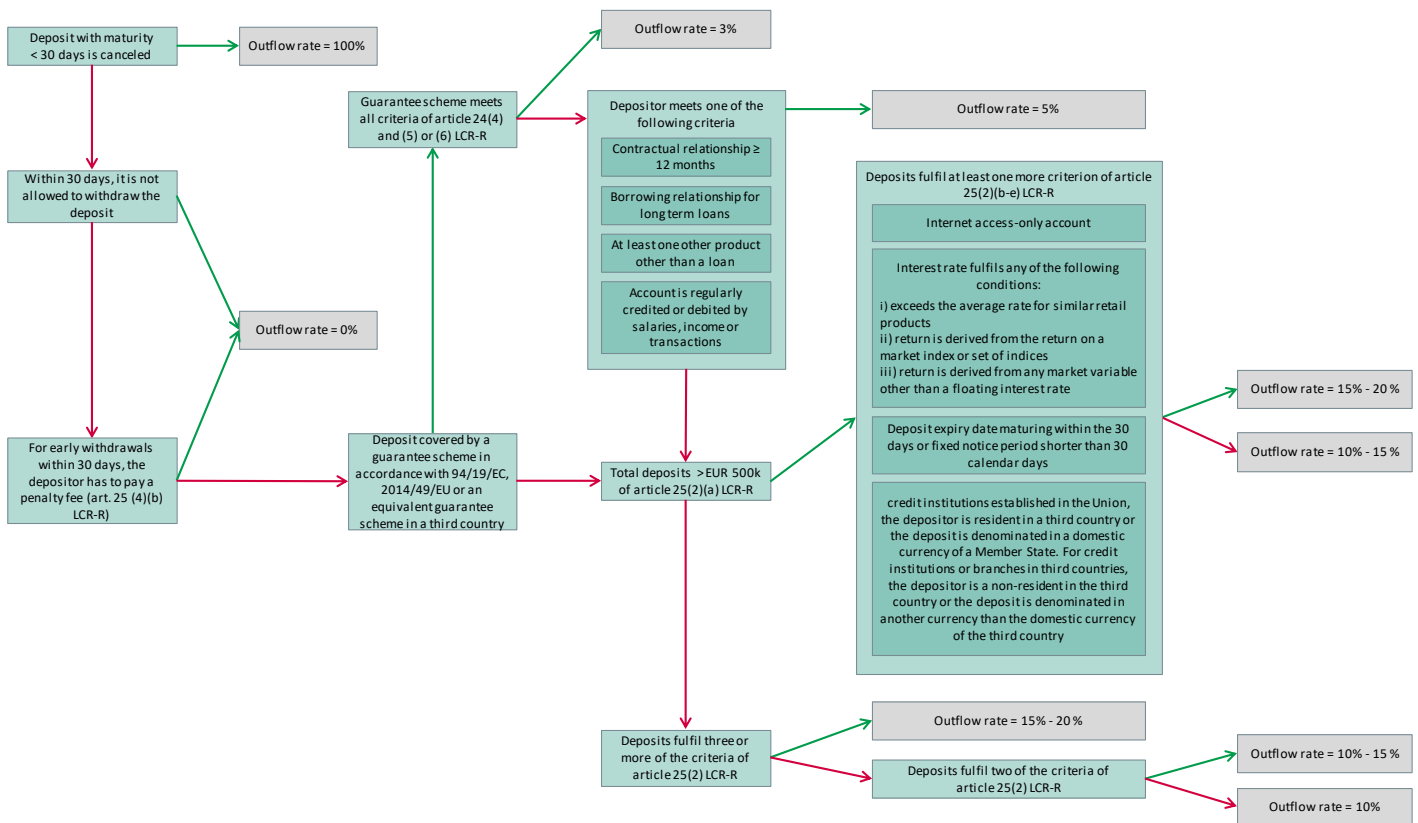 Deposit with maturity
< 30 days is canceled
Outflow rate = 100%
Within 30 days, it is not
allowed to withdraw the
deposit
Outflow rate = 0%
For early withdrawals
within 30 days, the
depositor has to pay a
penalty fee (art. 25 (4)(b)
LCR-R)
Guarantee scheme meets
all criteria of article 24(4)
and (5) or (6) LCR-R
Deposit covered by a
guarantee scheme in
accordance with 94/19/EC,
2014/49/EU or an
equivalent guarantee
scheme in a third country
Outflow rate = 3%
Depositor meets one of the
following criteria
Contractual relationship ≥
12 months
Borrowing relationship for
long term loans
At least one other product
other than a loan
Account is regularly
credited or debited by
salaries, income or
transactions
Total deposits > EUR 500k
of article 25(2)(a) LCR-R
Deposits fulfil three or
more of the criteria of
article 25(2) LCR-R
Outflow rate = 5%
Deposits fulfil at least one more criterion of article
25(2)(b-e) LCR-R
Internet access-only account
Interest rate fulfils any of the following
conditions:
i) exceeds the average rate for similar retail
products
ii) return is derived from the return on a
market index or set of indices
iii) return is derived from any market variable
other than a floating interest rate
Deposit expiry date maturing within the 30
days or fixed notice period shorter than 30
calendar days
credit institutions established in the Union,
the depositor is resident in a third country or
the deposit is denominated in a domestic
currency of a Member State. For credit
institutions or branches in third countries,
the depositor is a non-resident in the third
country or the deposit is denominated in
another currency than the domestic currency
of the third country
Outflow rate = 15% - 20 %
Outflow rate = 10% - 15 %
Outflow rate = 15% - 20 %
Deposits fulfil two of the criteria of
article 25(2) LCR-R
Outflow rate = 10% - 15 %
Outflow rate = 10%